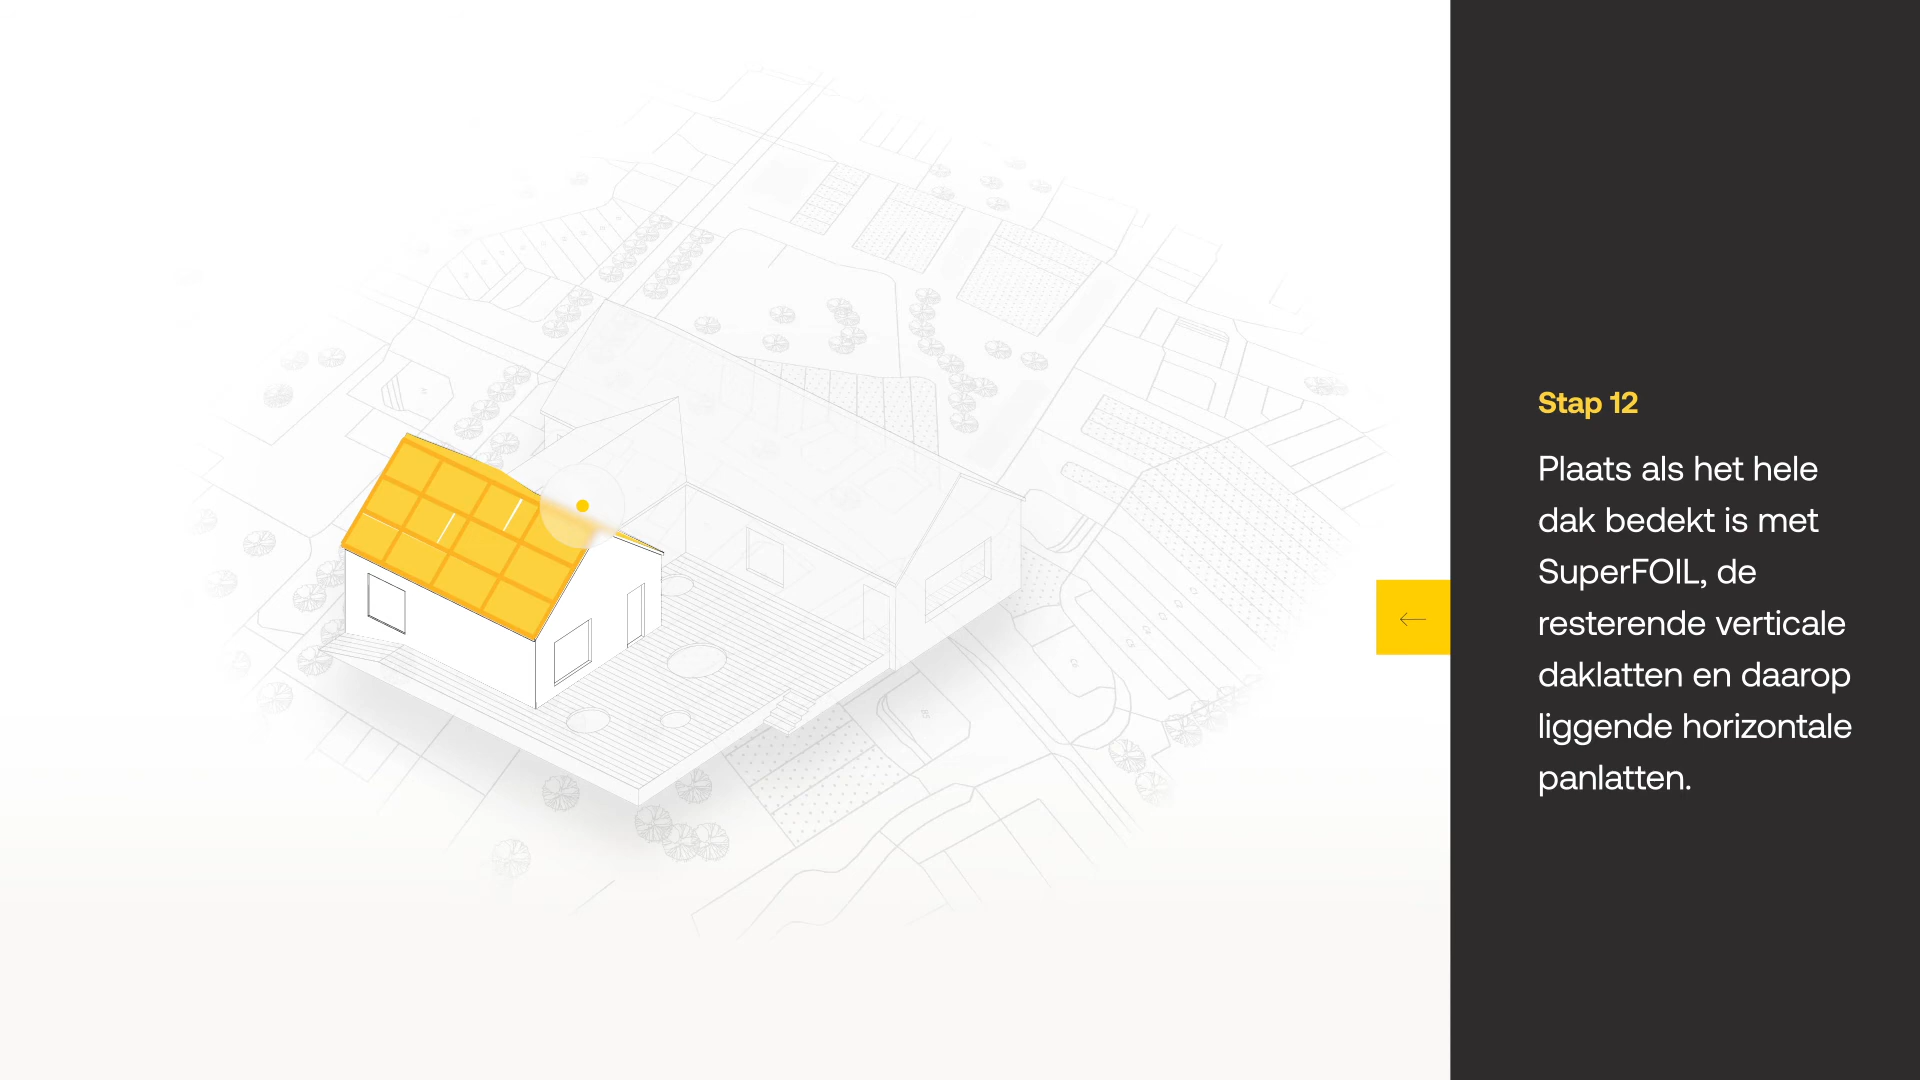 Stap 12
Plaats als het hele
dak bedekt is met
SuperFOIL, de
resterende verticale
daklatten en daarop
liggende horizontale
panlatten.